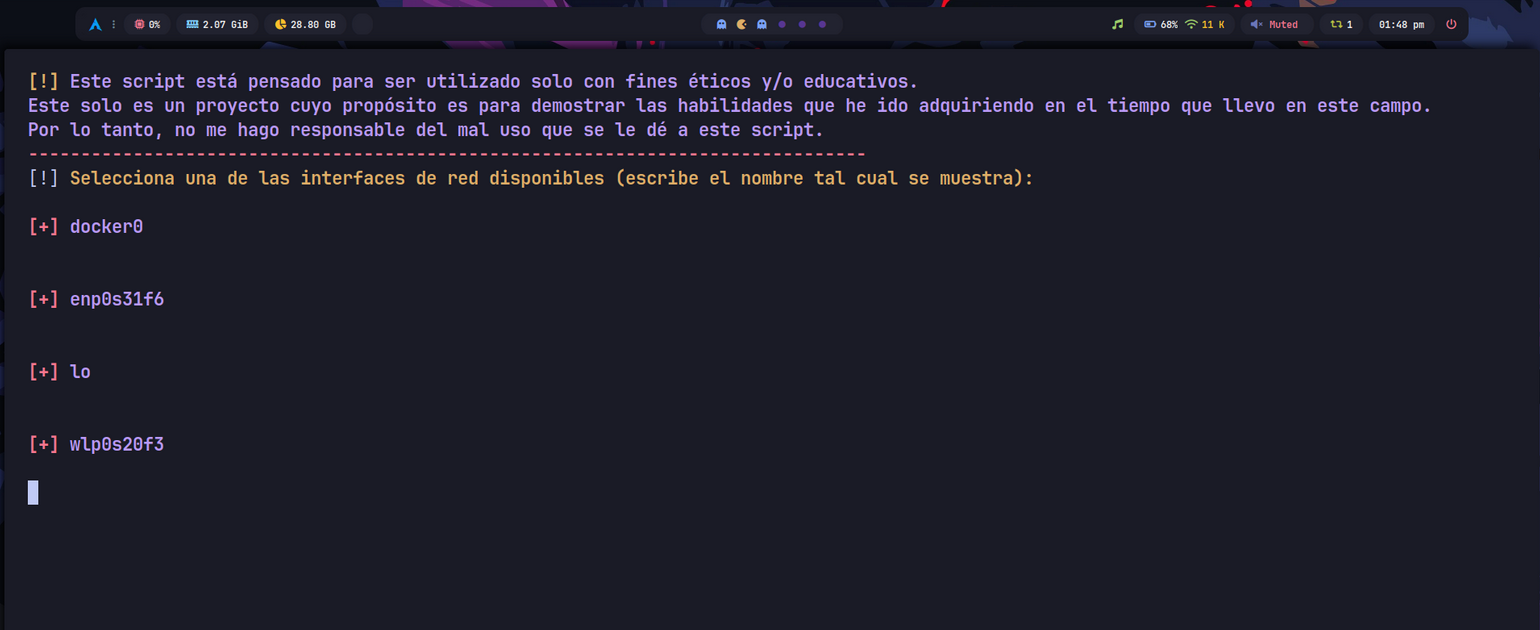 0% 2.07 GiB 28.80 GB 68% 11 K Muted 1 01:48 pm
[!] Este script está pensado para ser utilizado solo con fines éticos y/o educativos.
Este solo es un proyecto cuyo propósito es para demostrar las habilidades que he ido adquiriendo en el tiempo que llevo en este campo.
Por lo tanto, no me hago responsable del mal uso que se le dé a este script.
--------------------------------------------------------------------------------
[!] Selecciona una de las interfaces de red disponibles (escribe el nombre tal cual se muestra):
[+] docker0
[+] enp0s31f6
[+] lo
[+] wlp0s20f3